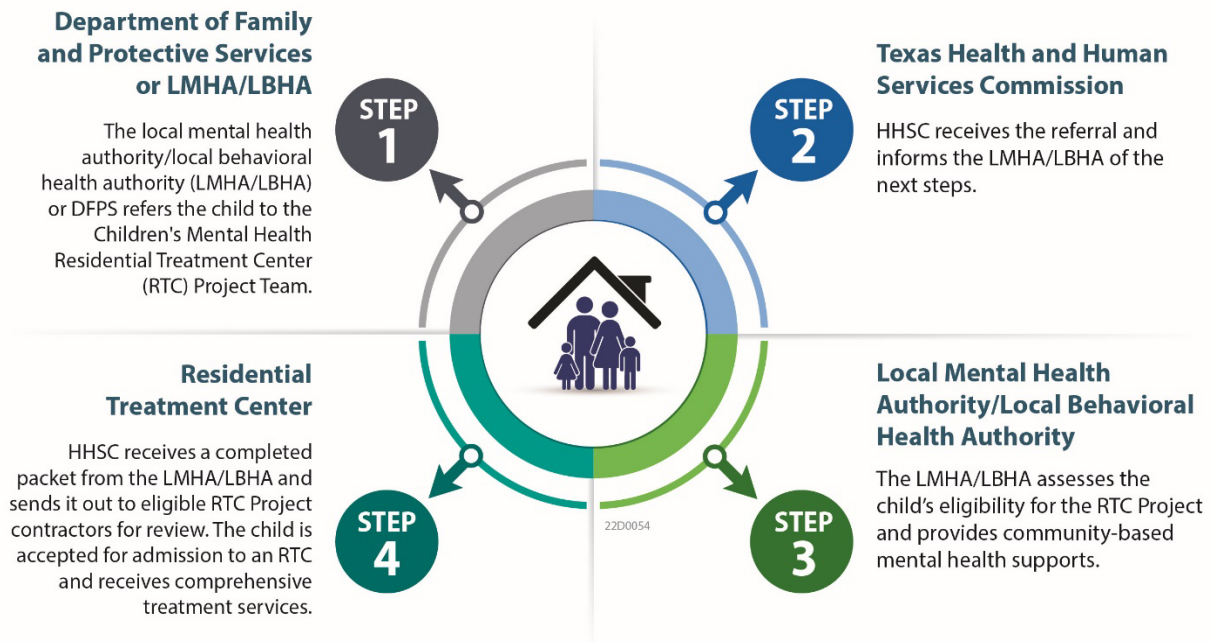 Department of Family
and Protective Services
or LMHA/LBHA
The local mental health
authority/local behavioral
health authority (LMHA/LBHA)
or DFPS refers the child to the
Children's Mental Health
Residential Treatment Center
(RTC) Project Team.
STEP
1
STEP
2
Texas Health and Human
Services Commission
HHSC receives the referral and
informs the LMHA/LBHA of the
next steps.
STEP
3
Local Mental Health
Authority/Local Behavioral
Health Authority
The LMHA/LBHA assesses the
child’s eligibility for the RTC Project
and provides community-based
mental health supports.
Residential
Treatment Center
HHSC receives a completed
packet from the LMHA/LBHA and
sends it out to eligible RTC Project
contractors for review. The child is
accepted for admission to an RTC
and receives comprehensive
treatment services.
STEP
4
22D0054